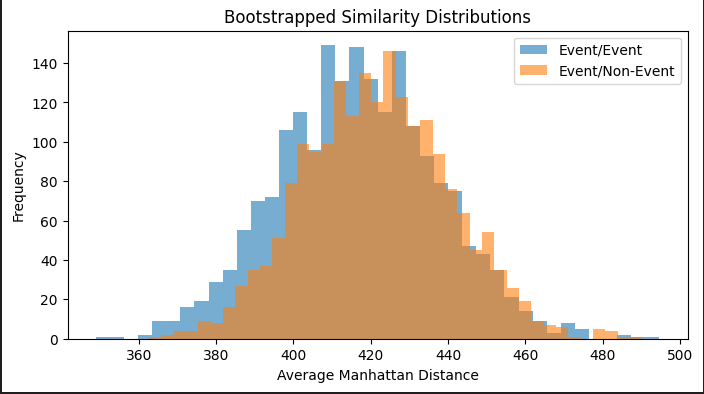 Bootstrapped Similarity Distributions
Event/Event
Event/Non-Event
Frequency
140
120
100
80
60
40
20
0
360 380 400 420 440 460 480 500
Average Manhattan Distance